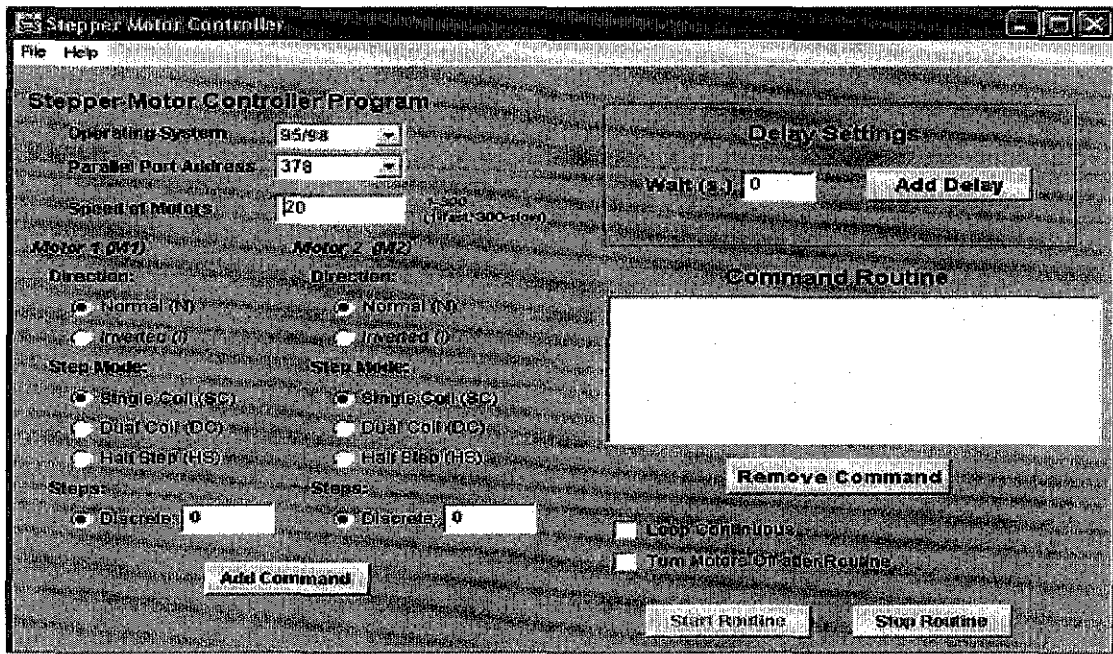 Stepper Motor Controller
File Help
Stepper Motor Controller Program
Operating System 95/98
Parallel Port Address 378
Speed of Motors 20 1-300
(1-fast, 300-slow)
Motor 1 (M1) Motor 2 (M2)
Direction: Direction:
Normal (N) Normal (N)
Inverted (I) Inverted (I)
Step Mode: Step Mode:
Single Coil (SC) Single Coil (SC)
Dual Coil (DC) Dual Coil (DC)
Half Step (HS) Half Step (HS)
Steps: Steps:
Discrete: 0 Discrete: 0
Add Command
Delay Settings
Wait (s.) 0 Add Delay
Command Routine
Remove Command
Loop Continuous
Turn Motors Off after Routine
Start Routine Stop Routine